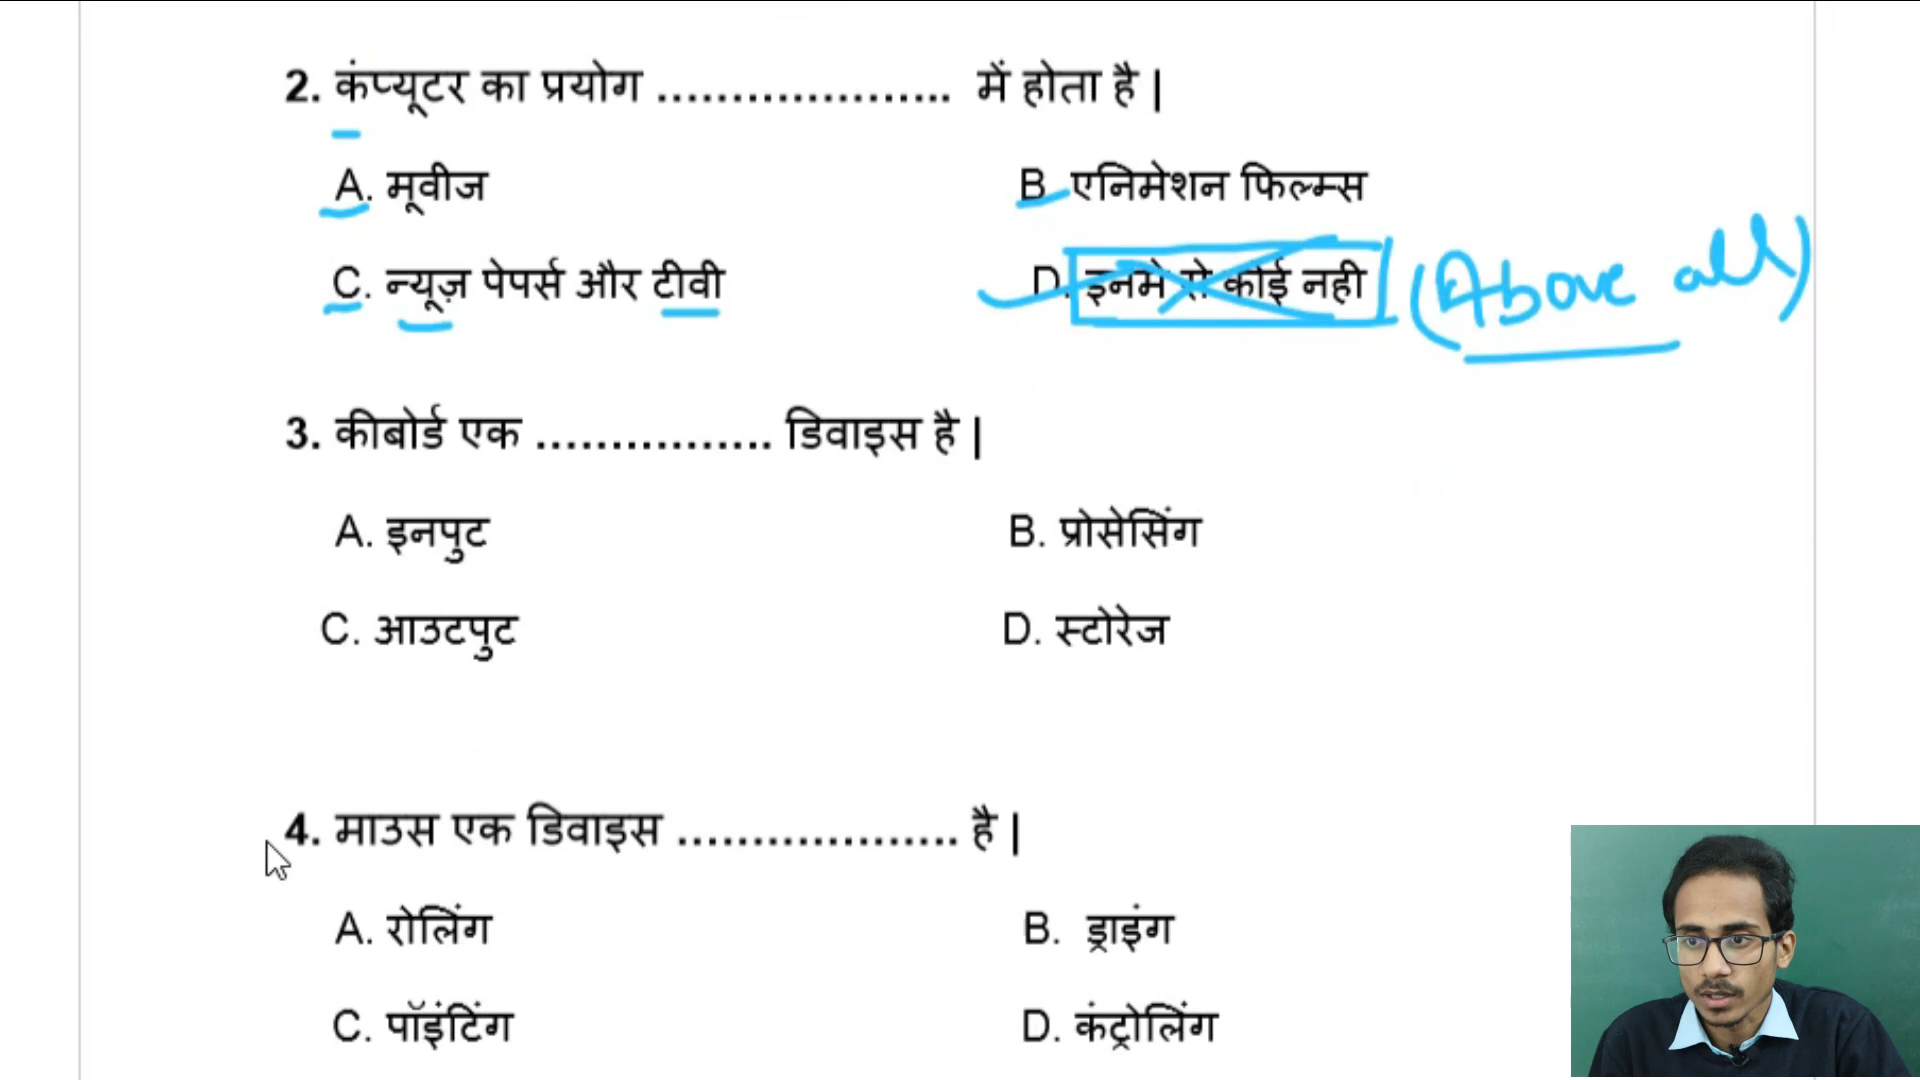 2. कंप्यूटर का प्रयोग .................... में होता है |
A. मूवीज B. एनिमेशन फिल्म्स
C. न्यूज़ पेपर्स और टीवी D. इनमे से कोई नही (Above all)
3. कीबोर्ड एक ................ डिवाइस है |
A. इनपुट B. प्रोसेसिंग
C. आउटपुट D. स्टोरेज
4. माउस एक डिवाइस ................... है |
A. रोलिंग B. ड्राइंग
C. पॉइंटिंग D. कंट्रोलिंग